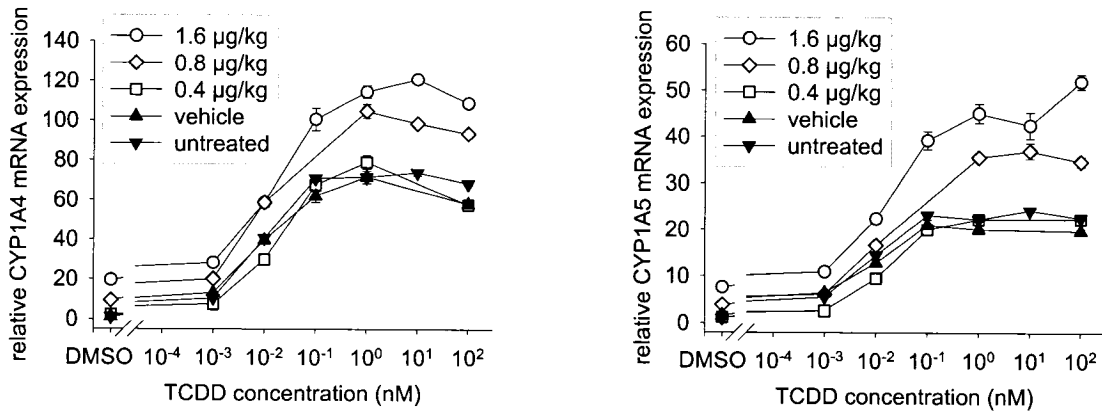 relative CYP1A4 mRNA expression
140
120
100
80
60
40
20
0
1.6 µg/kg
0.8 µg/kg
0.4 µg/kg
vehicle
untreated
DMSO 10⁻⁴ 10⁻³ 10⁻² 10⁻¹ 10⁰ 10¹ 10²
TCDD concentration (nM)
relative CYP1A5 mRNA expression
60
50
40
30
20
10
0
1.6 µg/kg
0.8 µg/kg
0.4 µg/kg
vehicle
untreated
DMSO 10⁻⁴ 10⁻³ 10⁻² 10⁻¹ 10⁰ 10¹ 10²
TCDD concentration (nM)